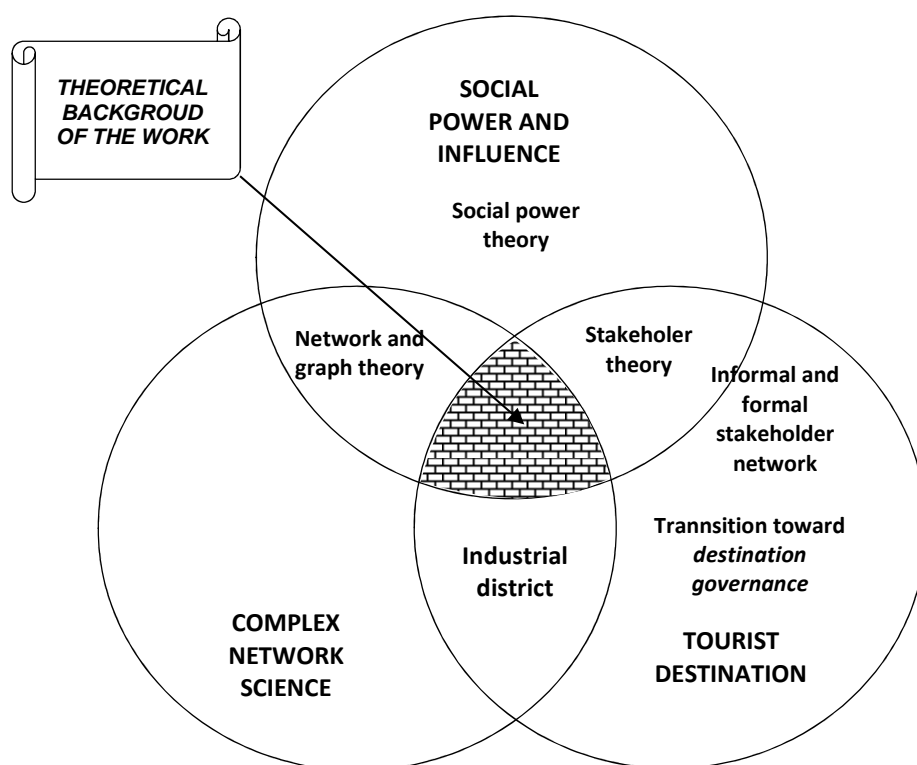 THEORETICAL
BACKGROUD
OF THE WORK
SOCIAL
POWER AND
INFLUENCE
Social power
theory
Network and
graph theory
Stakeholer
theory
Informal and
formal
stakeholder
network
Industrial
district
Trannsition toward
destination
governance
COMPLEX
NETWORK
SCIENCE
TOURIST
DESTINATION